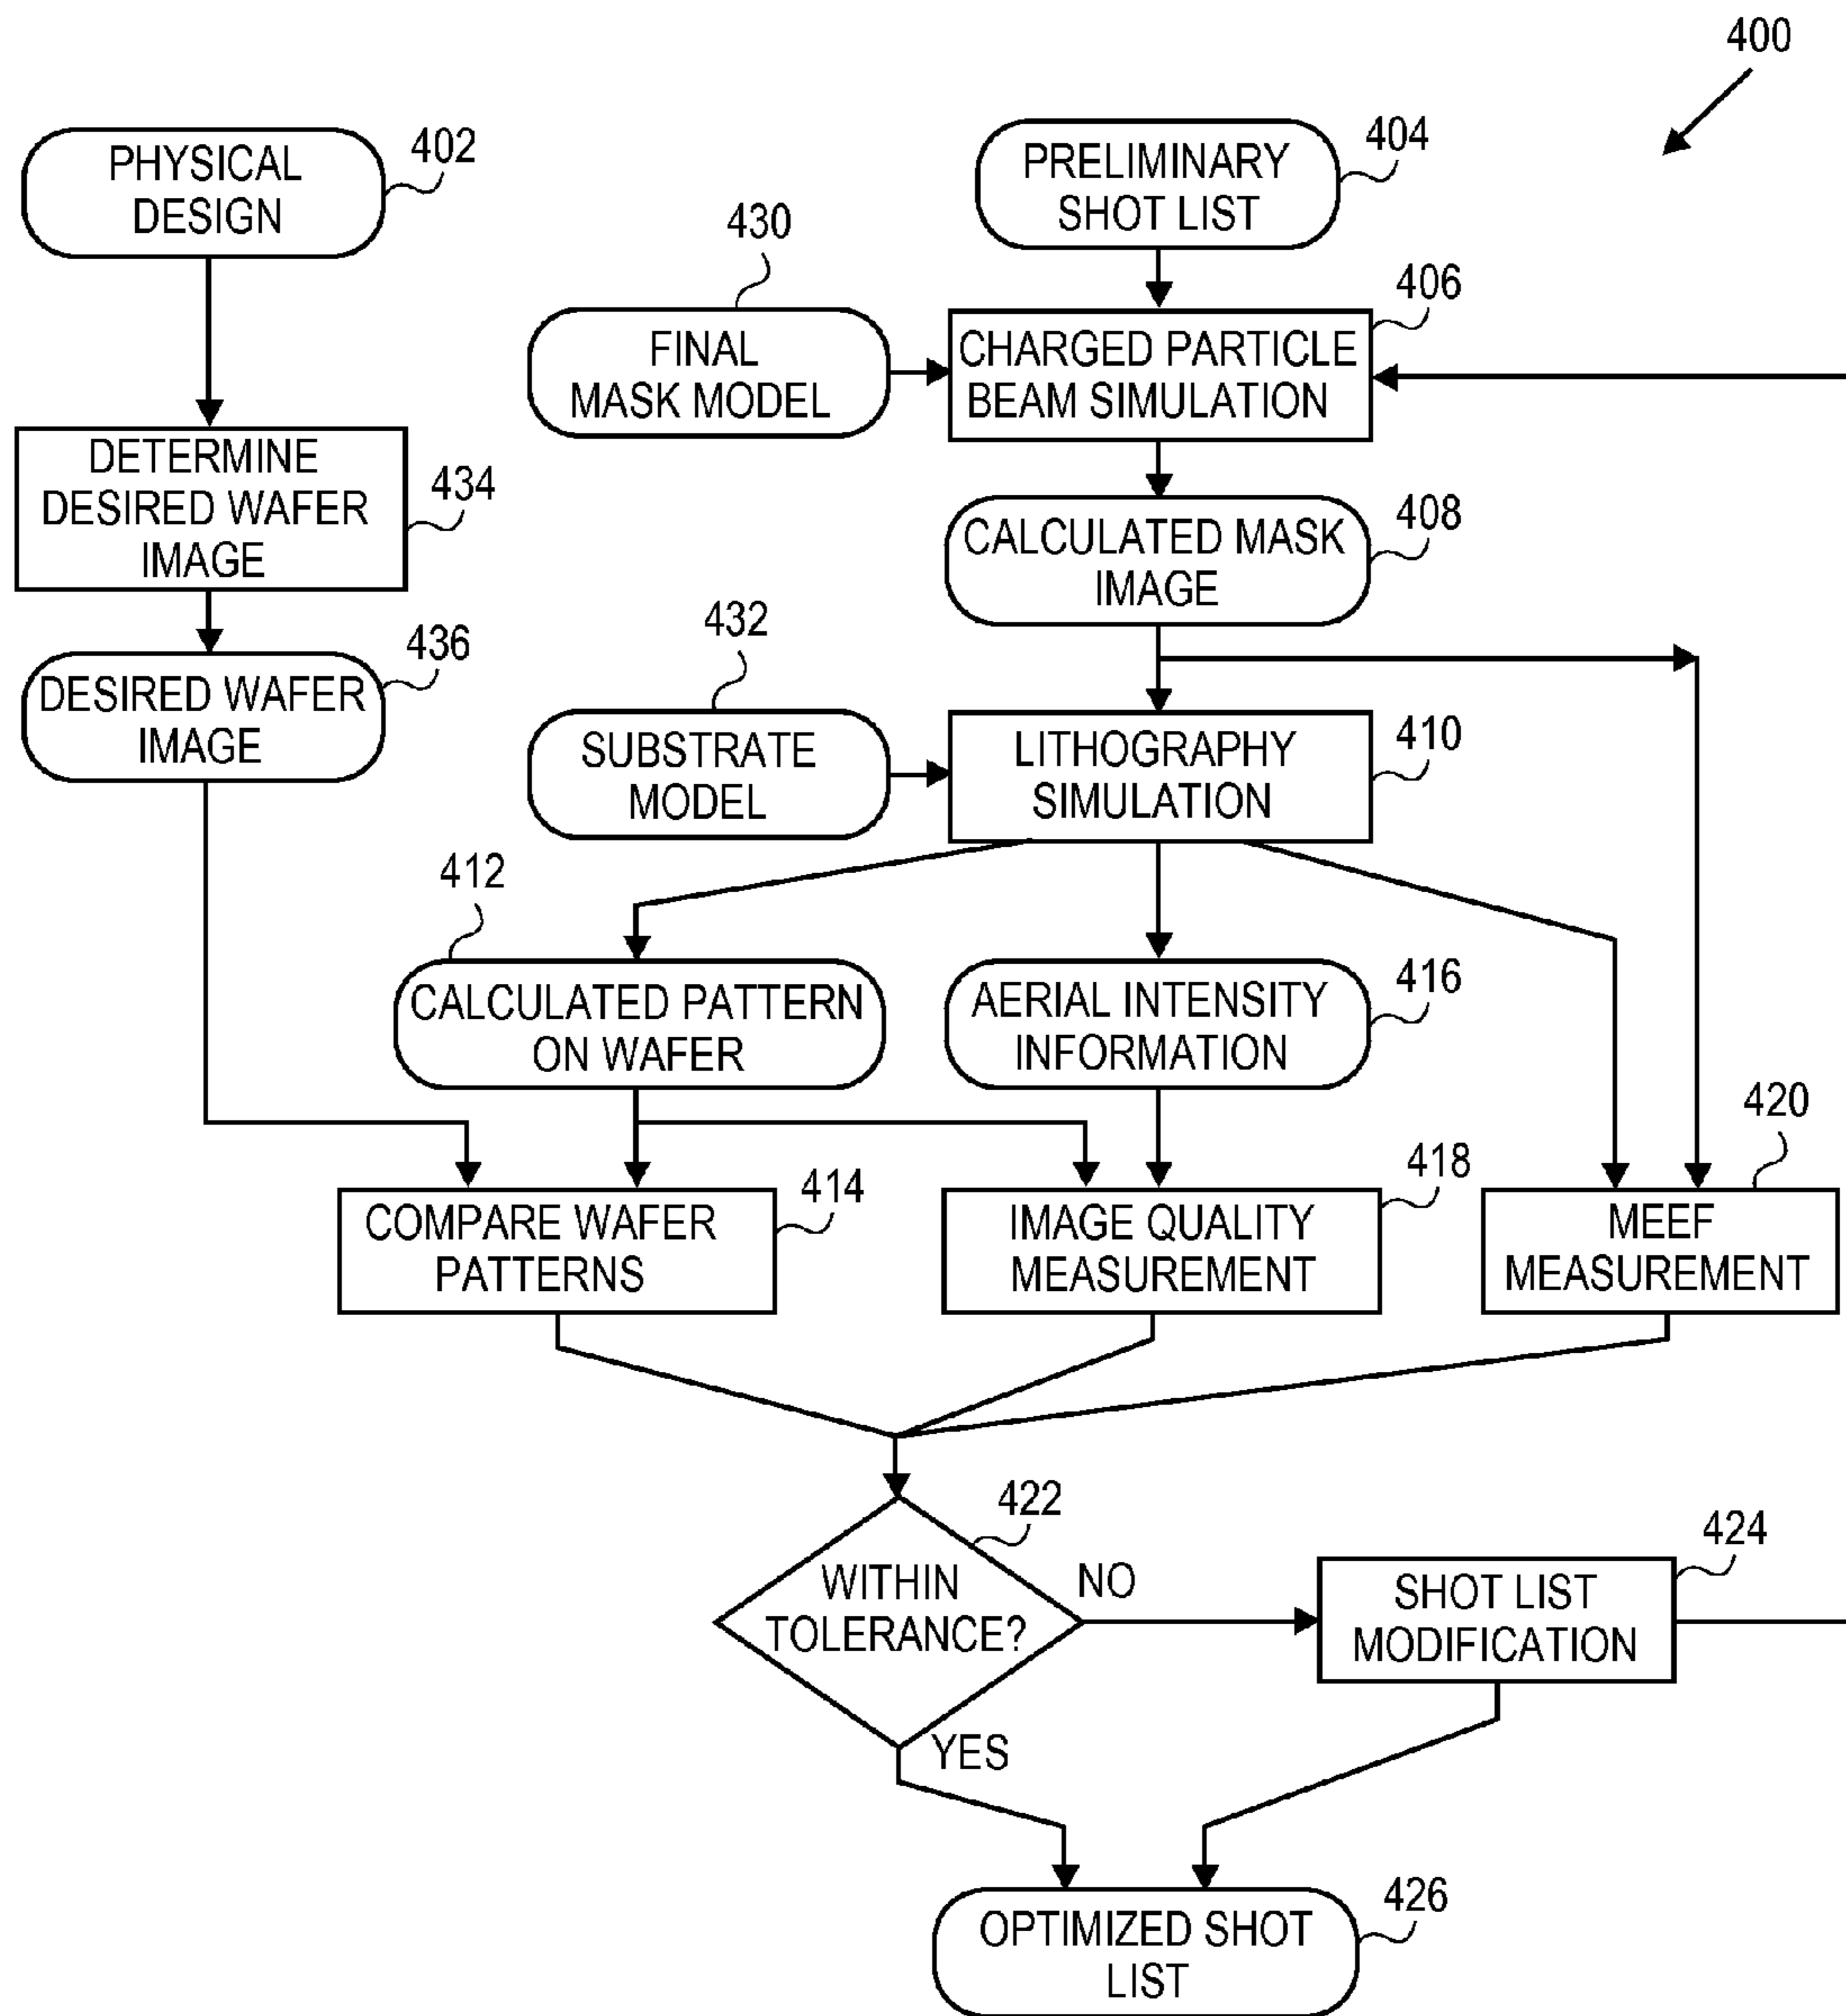 400
PHYSICAL
DESIGN
402
PRELIMINARY
SHOT LIST
404
430
FINAL
MASK MODEL
CHARGED PARTICLE
BEAM SIMULATION
406
DETERMINE
DESIRED WAFER
IMAGE
434
CALCULATED MASK
IMAGE
408
DESIRED WAFER
IMAGE
436
432
SUBSTRATE
MODEL
LITHOGRAPHY
SIMULATION
410
412
CALCULATED PATTERN
ON WAFER
AERIAL INTENSITY
INFORMATION
416
COMPARE WAFER
PATTERNS
414
IMAGE QUALITY
MEASUREMENT
418
420
MEEF
MEASUREMENT
422
WITHIN
TOLERANCE?
NO
YES
SHOT LIST
MODIFICATION
424
OPTIMIZED SHOT
LIST
426